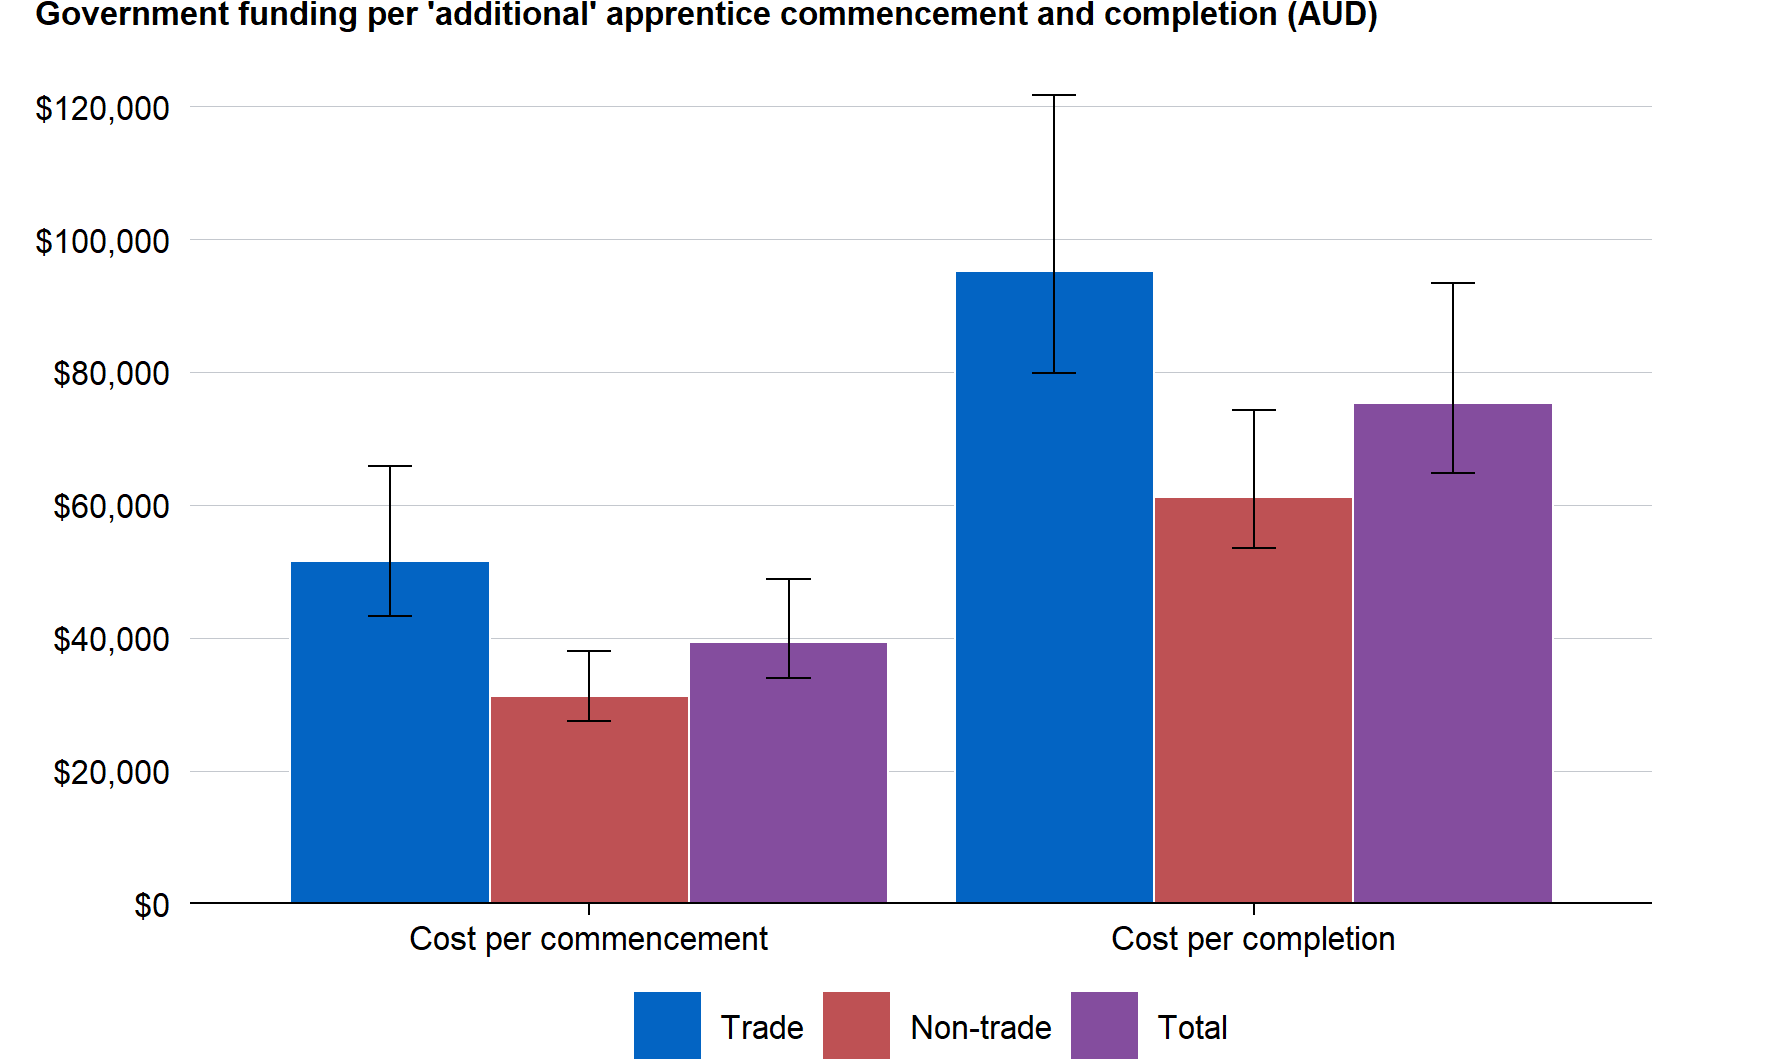 Government funding per 'additional' apprentice commencement and completion (AUD)
$120,000
$100,000
$80,000
$60,000
$40,000
$20,000
$0
Cost per commencement Cost per completion
Trade Non-trade Total